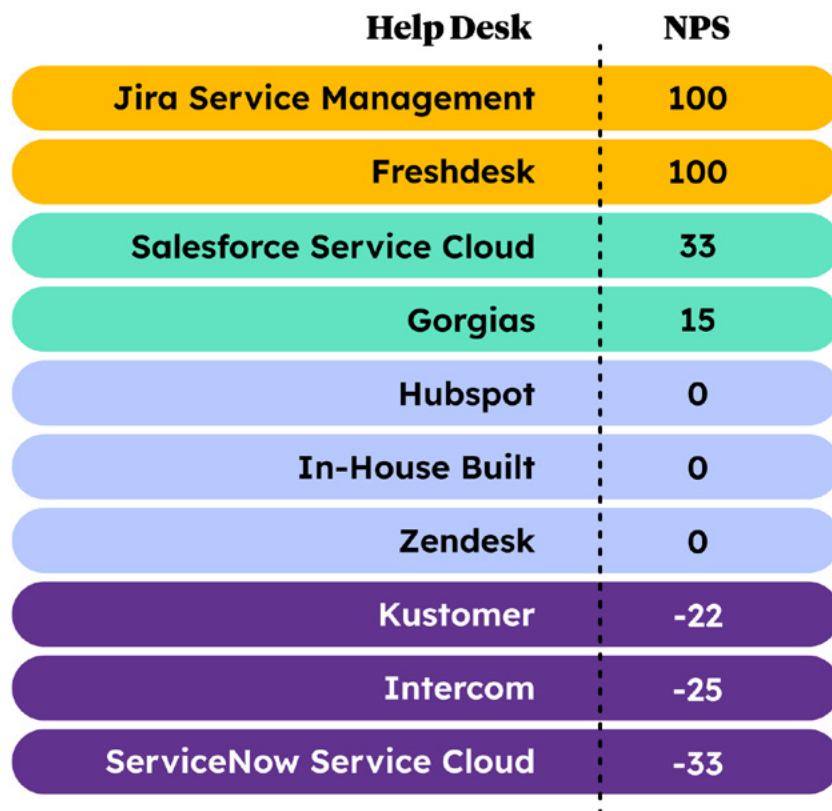 Help Desk NPS
Jira Service Management 100
Freshdesk 100
Salesforce Service Cloud 33
Gorgias 15
Hubspot 0
In-House Built 0
Zendesk 0
Kustomer -22
Intercom -25
ServiceNow Service Cloud -33